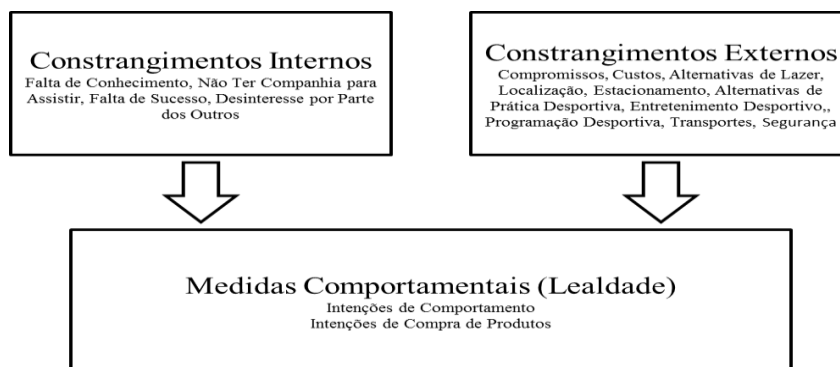 Constrangimentos Internos
Falta de Conhecimento, Não Ter Companhia para
Assistir, Falta de Sucesso, Desinteresse por Parte
dos Outros
Constrangimentos Externos
Compromissos, Custos, Alternativas de Lazer,
Localização, Estacionamento, Alternativas de
Prática Desportiva, Entretenimento Desportivo,,
Programação Desportiva, Transportes, Segurança
Medidas Comportamentais (Lealdade)
Intenções de Comportamento
Intenções de Compra de Produtos